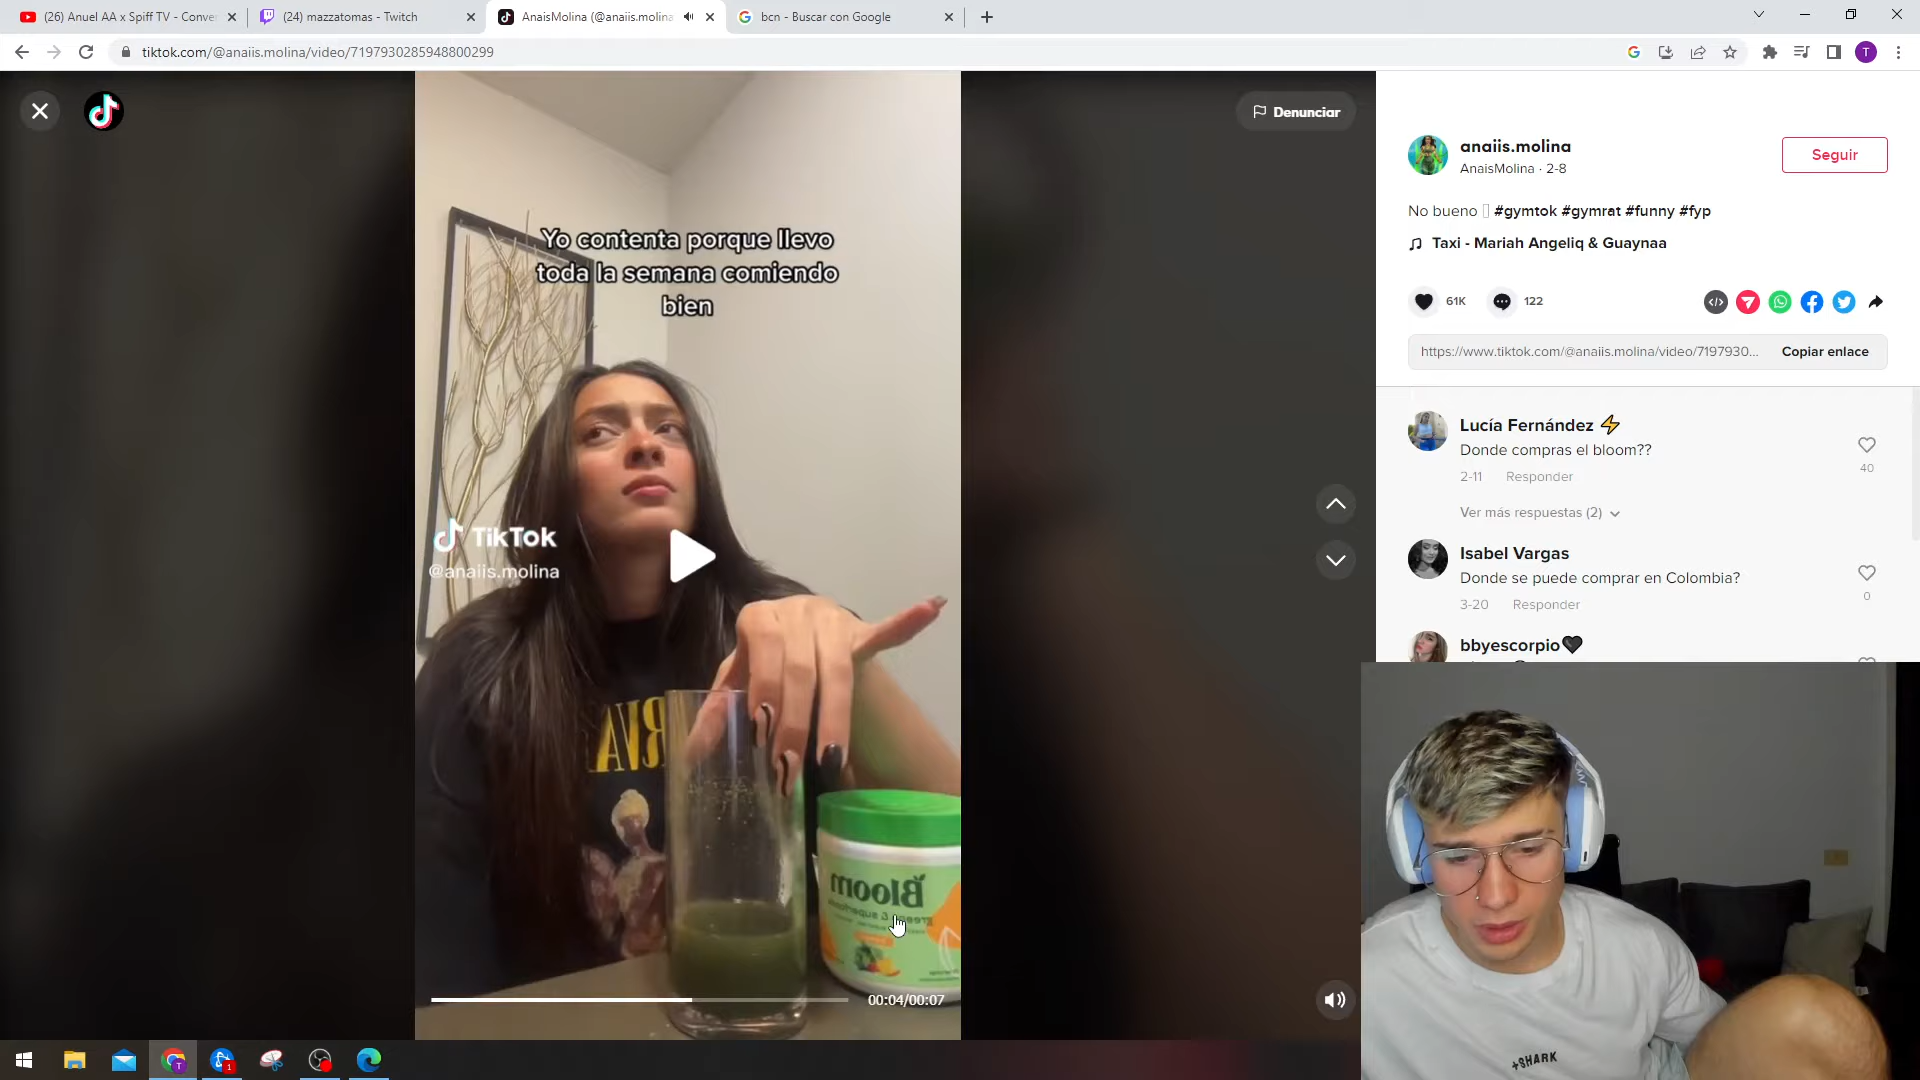 (26) Anuel AA x Spiff TV - Conver
(24) mazzatomas - Twitch
AnaisMolina (@anaiis.molina
bcn - Buscar con Google
tiktok.com/@anaiis.molina/video/7197930285948800299
T
Denunciar
Yo contenta porque llevo
toda la semana comiendo
bien
TikTok
@anaiis.molina
Bloom
00:04/00:07
anaiis.molina
AnaisMolina · 2-8
Seguir
No bueno #gymtok #gymrat #funny #fyp
Taxi - Mariah Angeliq & Guaynaa
61K
122
https://www.tiktok.com/@anaiis.molina/video/7197930...
Copiar enlace
Lucía Fernández ⚡
Donde compras el bloom??
40
2-11 Responder
Ver más respuestas (2)
Isabel Vargas
Donde se puede comprar en Colombia?
0
3-20 Responder
bbyescorpio🖤
SHARK
1